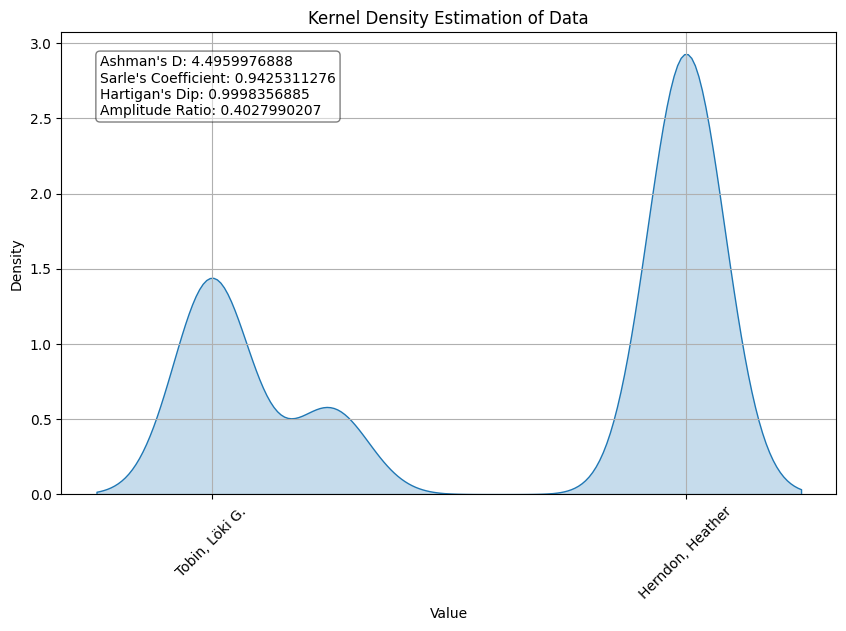 Kernel Density Estimation of Data
Ashman's D: 4.4959976888
Sarle's Coefficient: 0.9425311276
Hartigan's Dip: 0.9998356885
Amplitude Ratio: 0.4027990207
3.0
2.5
2.0
1.5
1.0
0.5
0.0
Density
Tobin, Löki G.
Herndon, Heather
Value